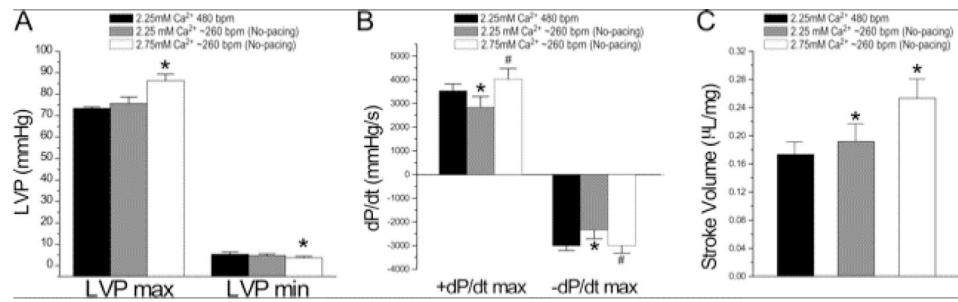 A
2.25mM Ca²⁺ 480 bpm
2.25 mM Ca²⁺ ~260 bpm (No-pacing)
2.75mM Ca²⁺ ~260 bpm (No-pacing)
LVP (mmHg)
100
90
80
70
60
50
40
30
20
10
0
*
*
LVP max
LVP min
B
2.25mM Ca²⁺ 480 bpm
2.25 mM Ca²⁺ ~260 bpm (No-pacing)
2.75mM Ca²⁺ ~260 bpm (No-pacing)
dP/dt (mmHg/s)
5000
4000
3000
2000
1000
0
-1000
-2000
-3000
-4000
*
#
*
#
+dP/dt max
-dP/dt max
C
2.25mM Ca²⁺ 480 bpm
2.25 mM Ca²⁺ ~260 bpm (No-pacing)
2.75mM Ca²⁺ ~260 bpm (No-pacing)
Stroke Volume (µL/mg)
0.32
0.28
0.24
0.20
0.16
0.12
0.08
0.04
0.00
*
*